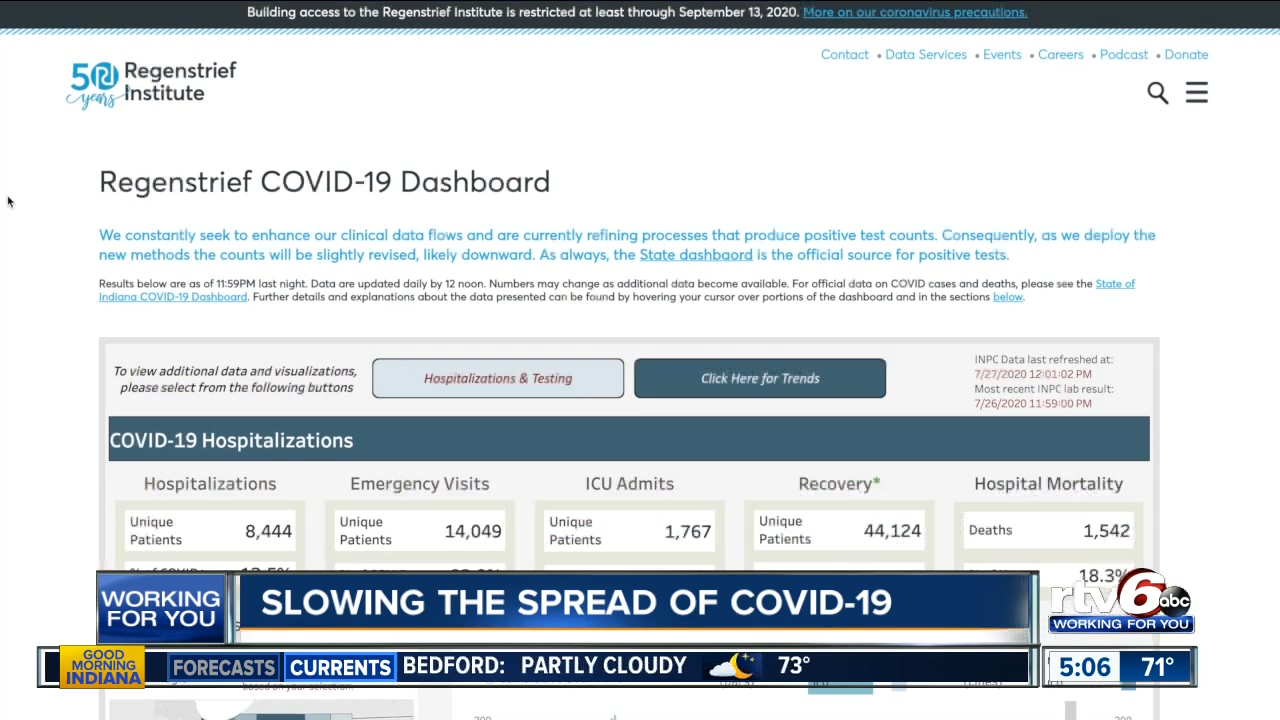 Building access to the Regenstrief Institute is restricted at least through September 13, 2020. More on our coronavirus precautions.
Contact • Data Services • Events • Careers • Podcast • Donate
50 years
Regenstrief
Institute
Regenstrief COVID-19 Dashboard
We constantly seek to enhance our clinical data flows and are currently refining processes that produce positive test counts. Consequently, as we deploy the
new methods the counts will be slightly revised, likely downward. As always, the State dashbaord is the official source for positive tests.
Results below are as of 11:59PM last night. Data are updated daily by 12 noon. Numbers may change as additional data become available. For official data on COVID cases and deaths, please see the State of
Indiana COVID-19 Dashboard. Further details and explanations about the data presented can be found by hovering your cursor over portions of the dashboard and in the sections below.
To view additional data and visualizations,
please select from the following buttons
Hospitalizations & Testing
Click Here for Trends
INPC Data last refreshed at:
7/27/2020 12:01:02 PM
Most recent INPC lab result:
7/26/2020 11:59:00 PM
COVID-19 Hospitalizations
Hospitalizations
Emergency Visits
ICU Admits
Recovery*
Hospital Mortality
Unique
Patients
8,444
Unique
Patients
14,049
Unique
Patients
1,767
Unique
Patients
44,124
Deaths
1,542
18.3%
WORKING
FOR YOU
SLOWING THE SPREAD OF COVID-19
rtv6 abc
WORKING FOR YOU
GOOD
MORNING
INDIANA
FORECASTS
CURRENTS
BEDFORD: PARTLY CLOUDY 73°
5:06
71°
based on your selection.